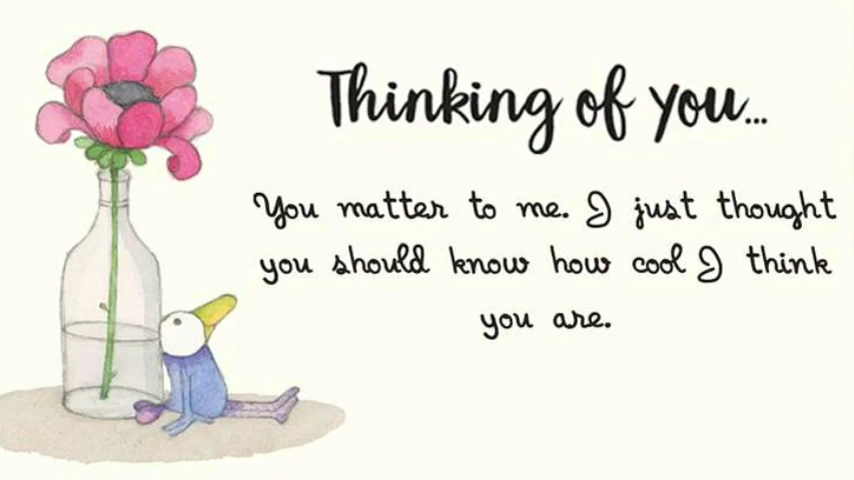 Thinking of you...
You matter to me. I just thought
you should know how cool I think
you are.